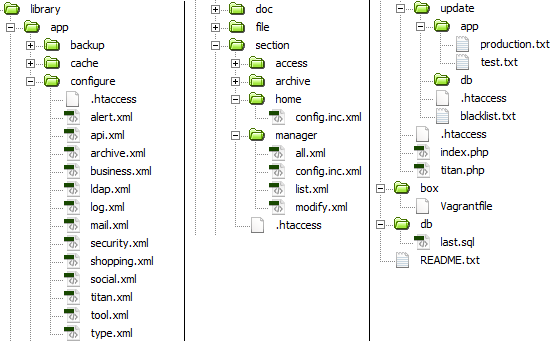 library
app
backup
cache
configure
.htaccess
alert.xml
api.xml
archive.xml
business.xml
ldap.xml
log.xml
mail.xml
security.xml
shopping.xml
social.xml
titan.xml
tool.xml
type.xml
doc
file
section
access
archive
home
config.inc.xml
manager
all.xml
config.inc.xml
list.xml
modify.xml
.htaccess
update
app
production.txt
test.txt
db
.htaccess
blacklist.txt
.htaccess
index.php
titan.php
box
Vagrantfile
db
last.sql
README.txt